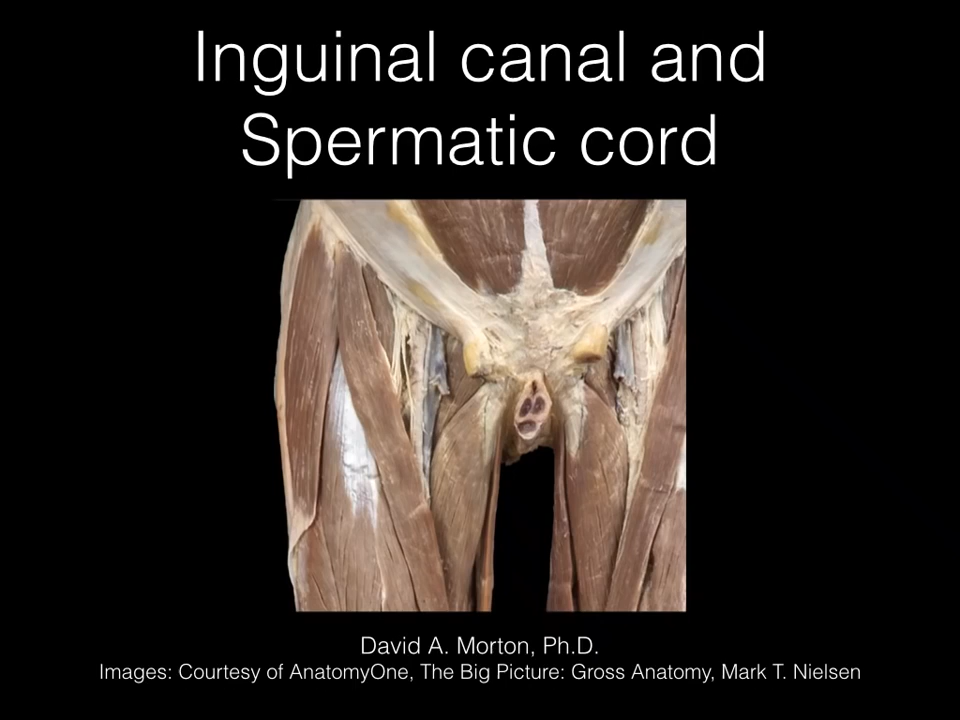 Inguinal canal and
Spermatic cord
David A. Morton, Ph.D.
Images: Courtesy of AnatomyOne, The Big Picture: Gross Anatomy, Mark T. Nielsen